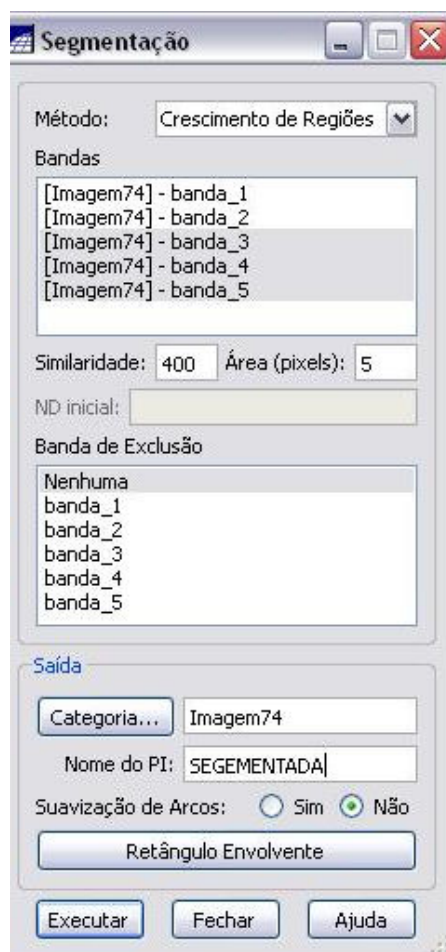 Segmentação
Método: Crescimento de Regiões
Bandas
[Imagem74] - banda_1
[Imagem74] - banda_2
[Imagem74] - banda_3
[Imagem74] - banda_4
[Imagem74] - banda_5
Similaridade: 400 Área (pixels): 5
ND inicial:
Banda de Exclusão
Nenhuma
banda_1
banda_2
banda_3
banda_4
banda_5
Saída
Categoria... Imagem74
Nome do PI: SEGEMENTADA
Suavização de Arcos: Sim Não
Retângulo Envolvente
Executar Fechar Ajuda